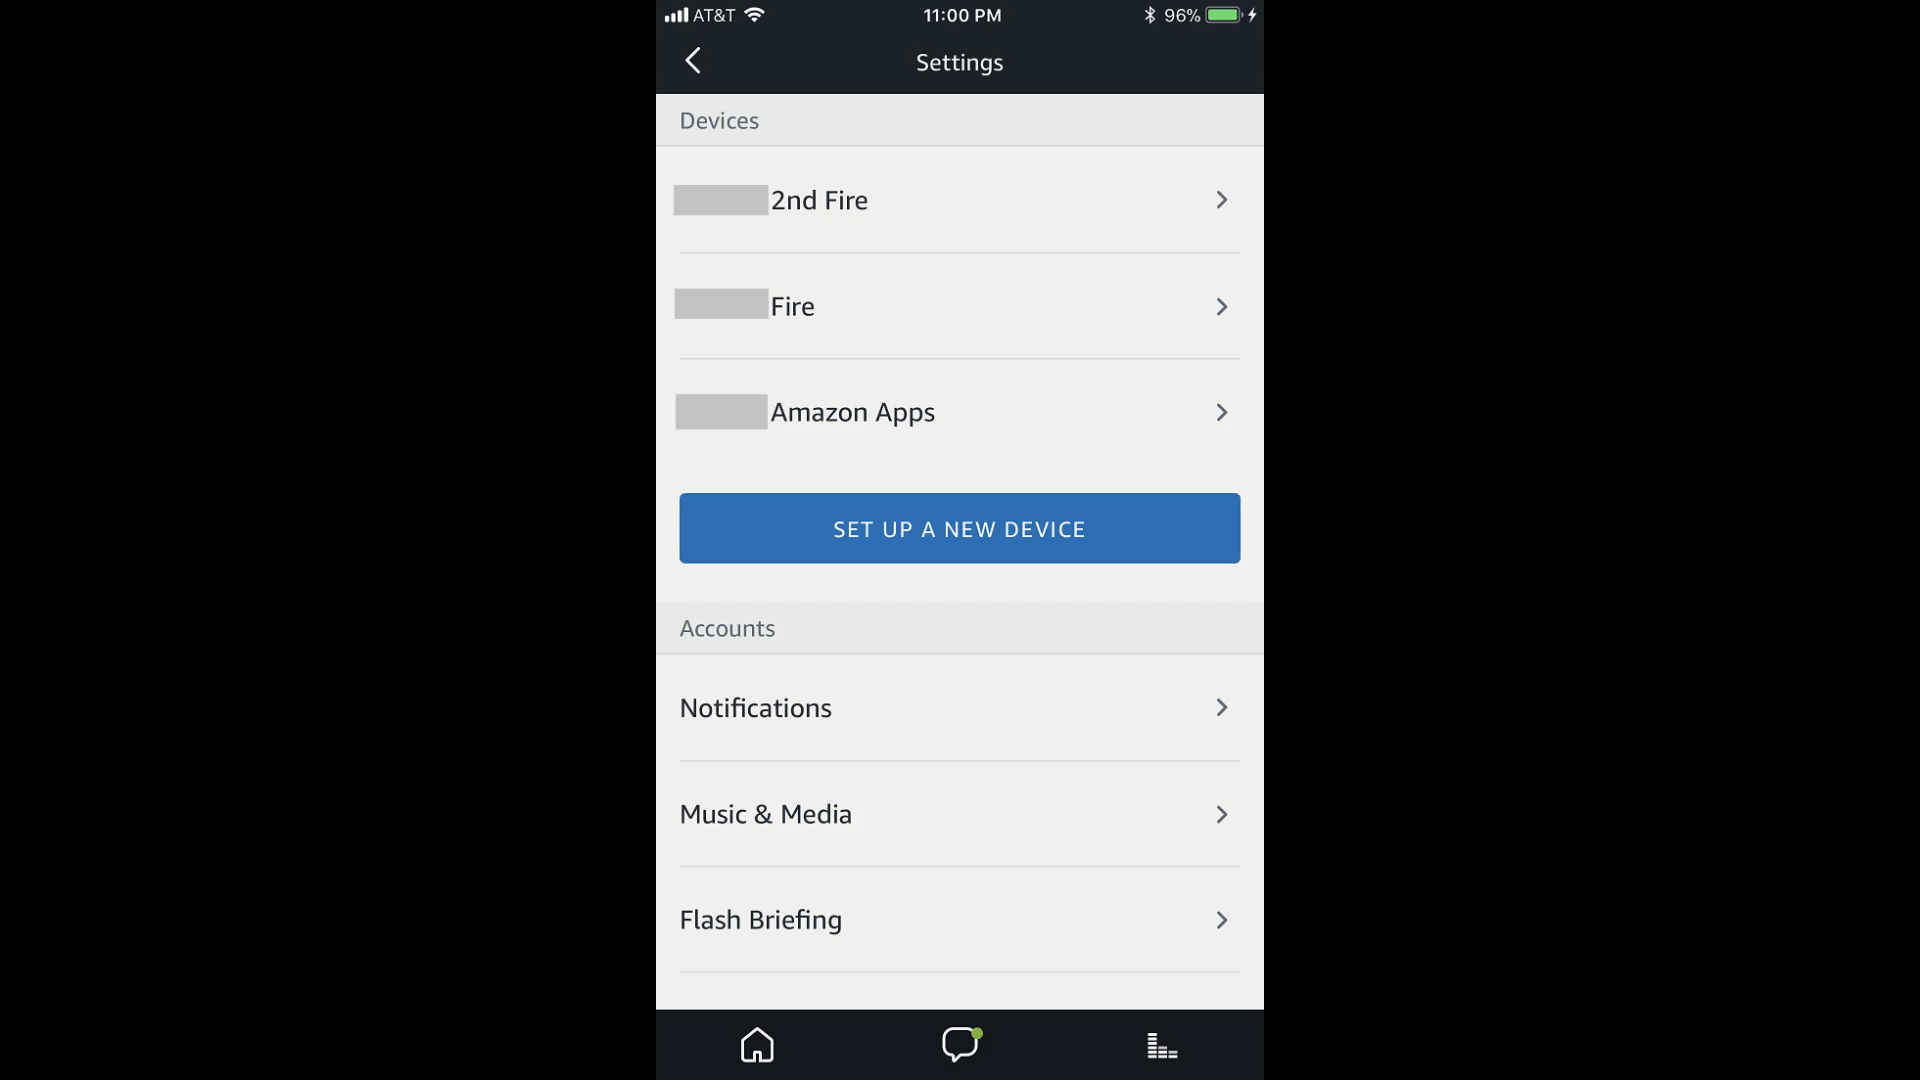 AT&T 11:00 PM 96%
Settings
Devices
2nd Fire
Fire
Amazon Apps
SET UP A NEW DEVICE
Accounts
Notifications
Music & Media
Flash Briefing